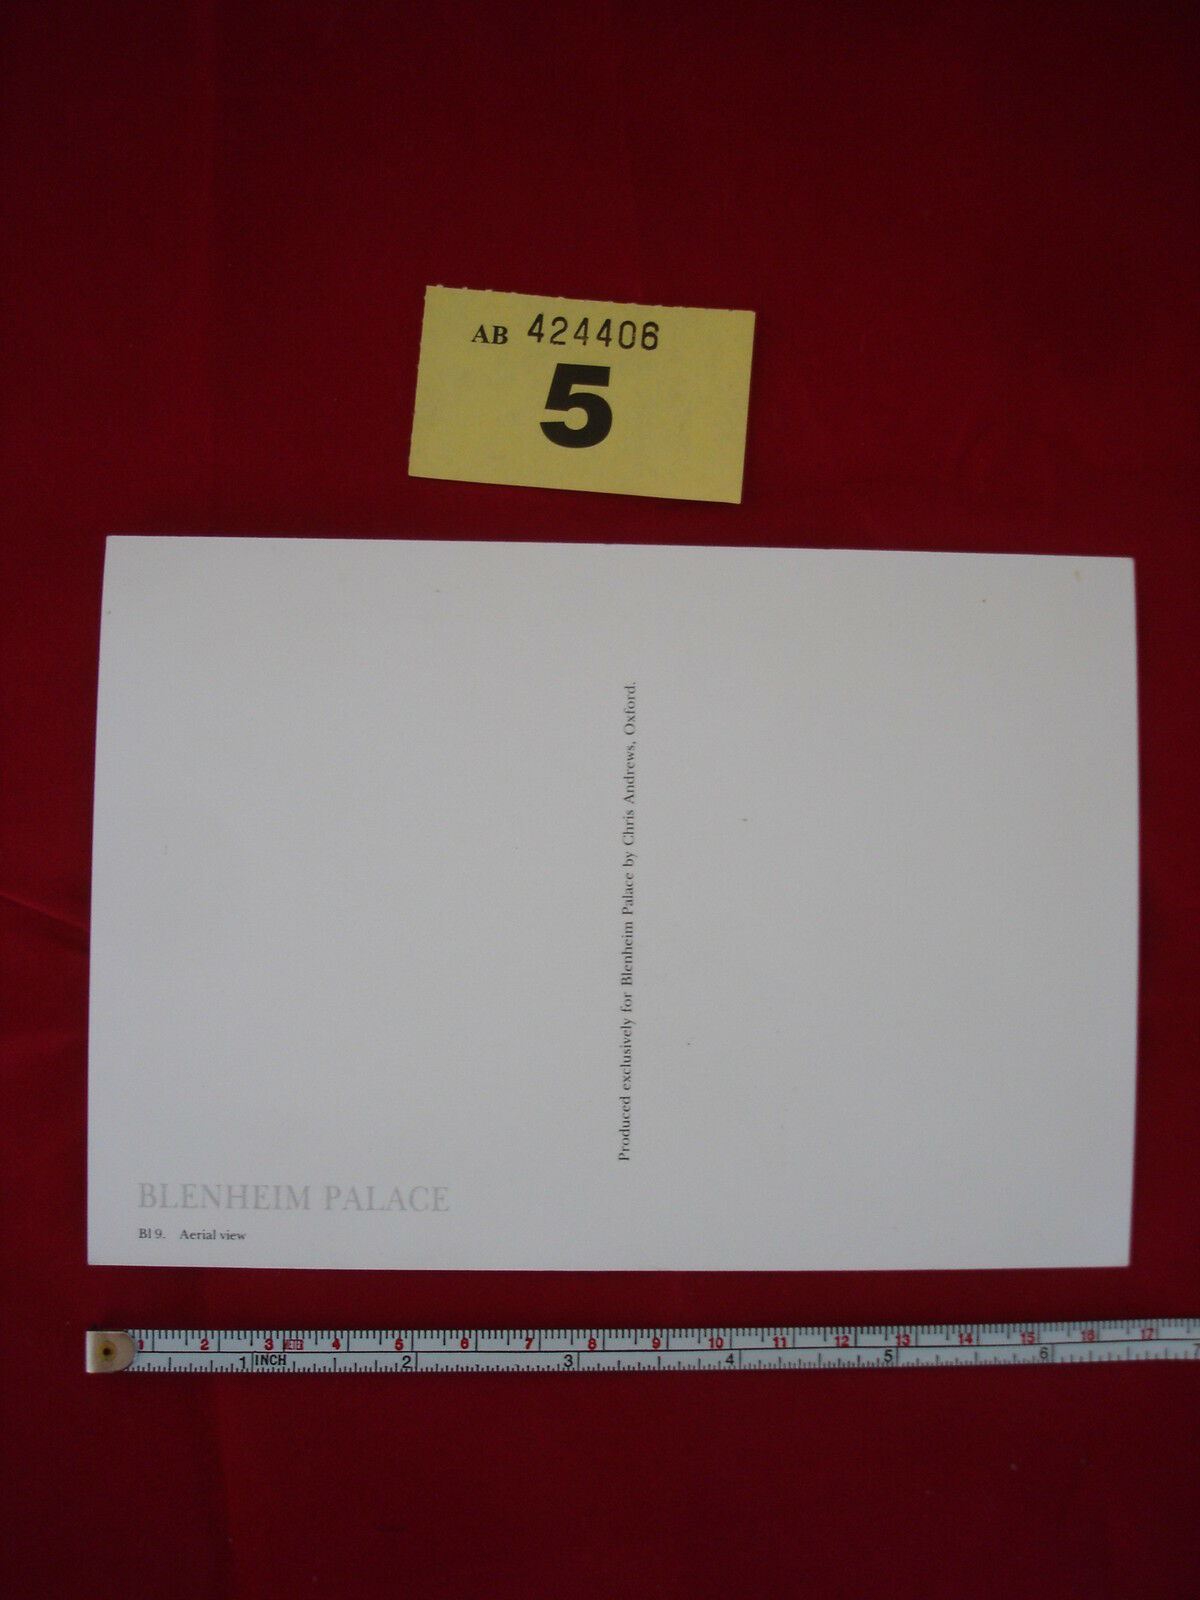 AB 424406
5
Produced exclusively for Blenheim Palace by Chris Andrews, Oxford.
BLENHEIM PALACE
Bl 9. Aerial view
1 2 3 METER 4 5 6 7 8 9 10 11 12 13 14 15 16 17
1 INCH 2 3 4 5 6 7